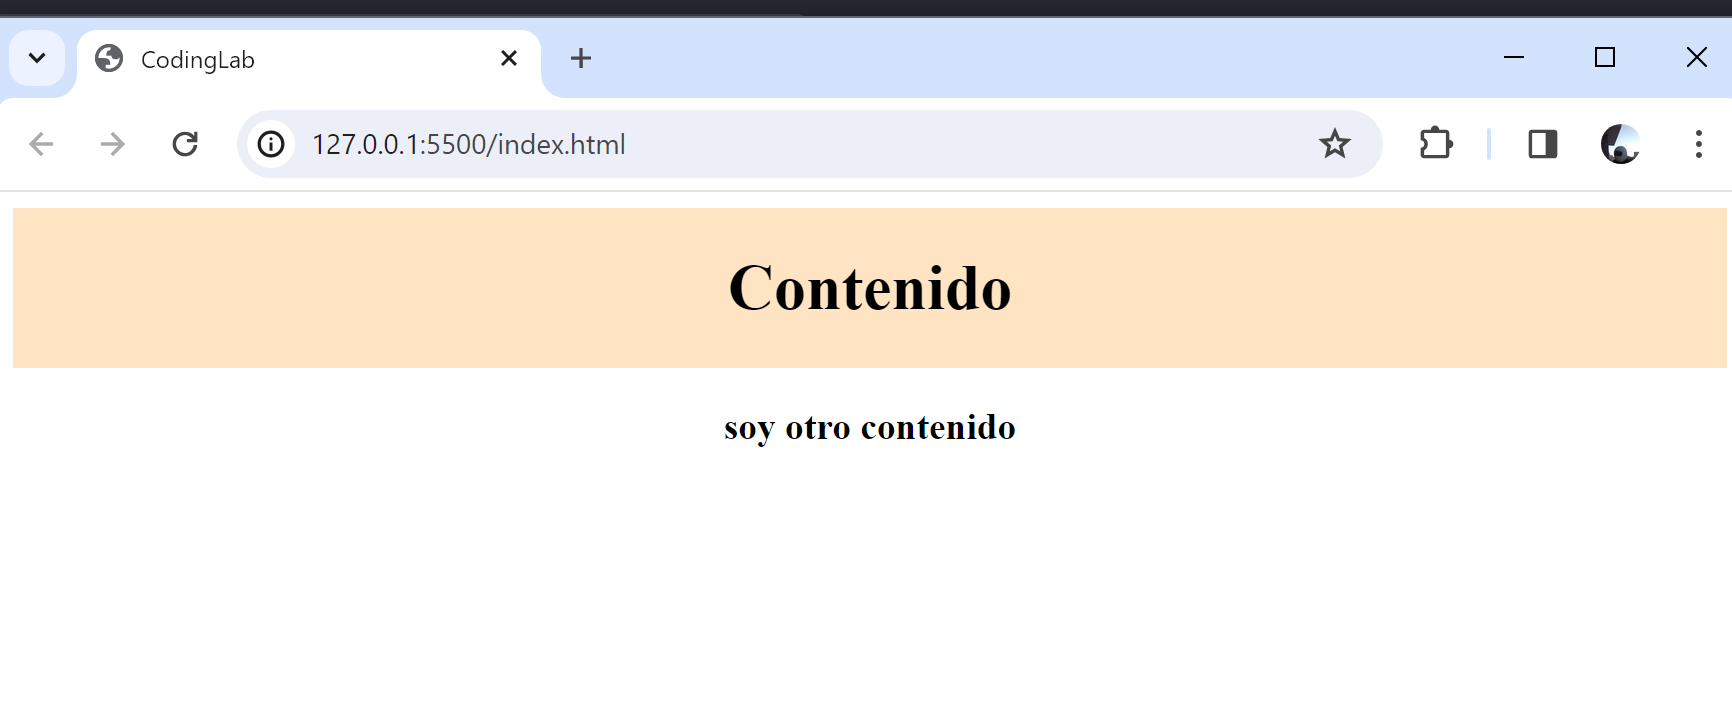 CodingLab
127.0.0.1:5500/index.html
Contenido
soy otro contenido